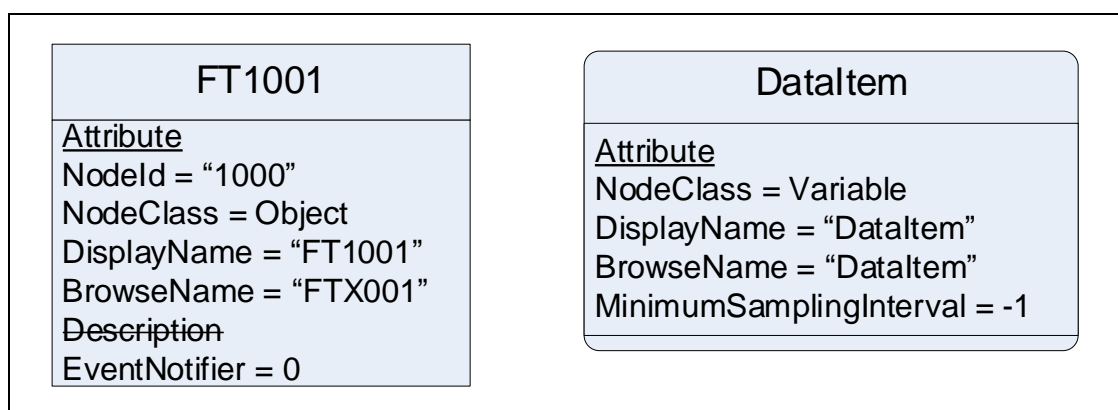 FT1001
Attribute
NodeId = “1000”
NodeClass = Object
DisplayName = “FT1001”
BrowseName = “FTX001”
Description
EventNotifier = 0
DataItem
Attribute
NodeClass = Variable
DisplayName = “DataItem”
BrowseName = “DataItem”
MinimumSamplingInterval = -1